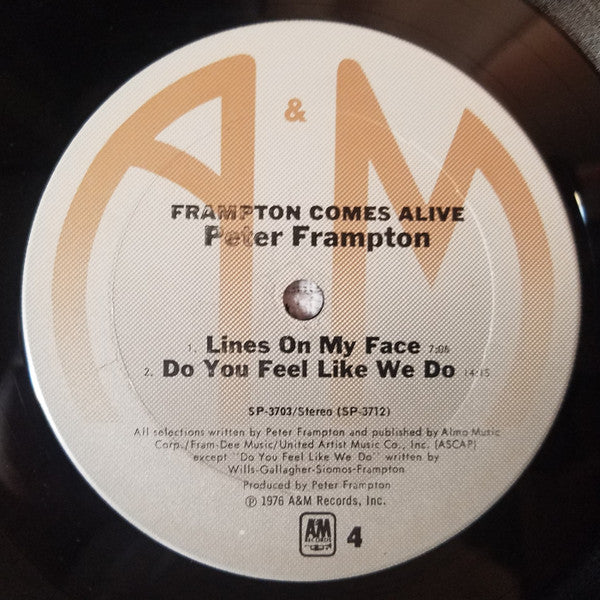 A & M
FRAMPTON COMES ALIVE
Peter Frampton
1. Lines On My Face 7:06
2. Do You Feel Like We Do 14:15
SP-3703/Stereo (SP-3712)
All selections written by Peter Frampton and published by Almo Music
Corp./Fram-Dee Music/United Artist Music Co., Inc. (ASCAP)
except "Do You Feel Like We Do" written by
Wills-Gallagher-Siomos-Frampton
Produced by Peter Frampton
℗ 1976 A&M Records, Inc.
A&M
RECORDS
4